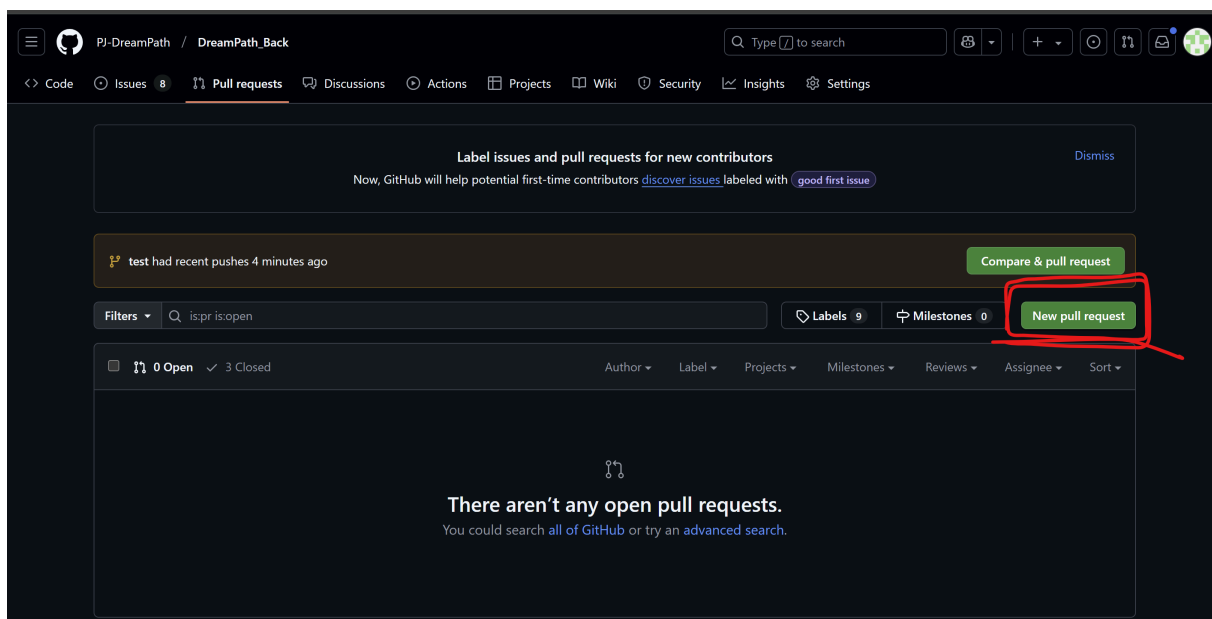 PJ-DreamPath / DreamPath_Back
Type / to search
<> Code Issues 8 Pull requests Discussions Actions Projects Wiki Security Insights Settings
Label issues and pull requests for new contributors
Dismiss
Now, GitHub will help potential first-time contributors discover issues labeled with good first issue
test had recent pushes 4 minutes ago
Compare & pull request
Filters is:pr is:open Labels 9 Milestones 0 New pull request
0 Open 3 Closed Author Label Projects Milestones Reviews Assignee Sort
There aren't any open pull requests.
You could search all of GitHub or try an advanced search.